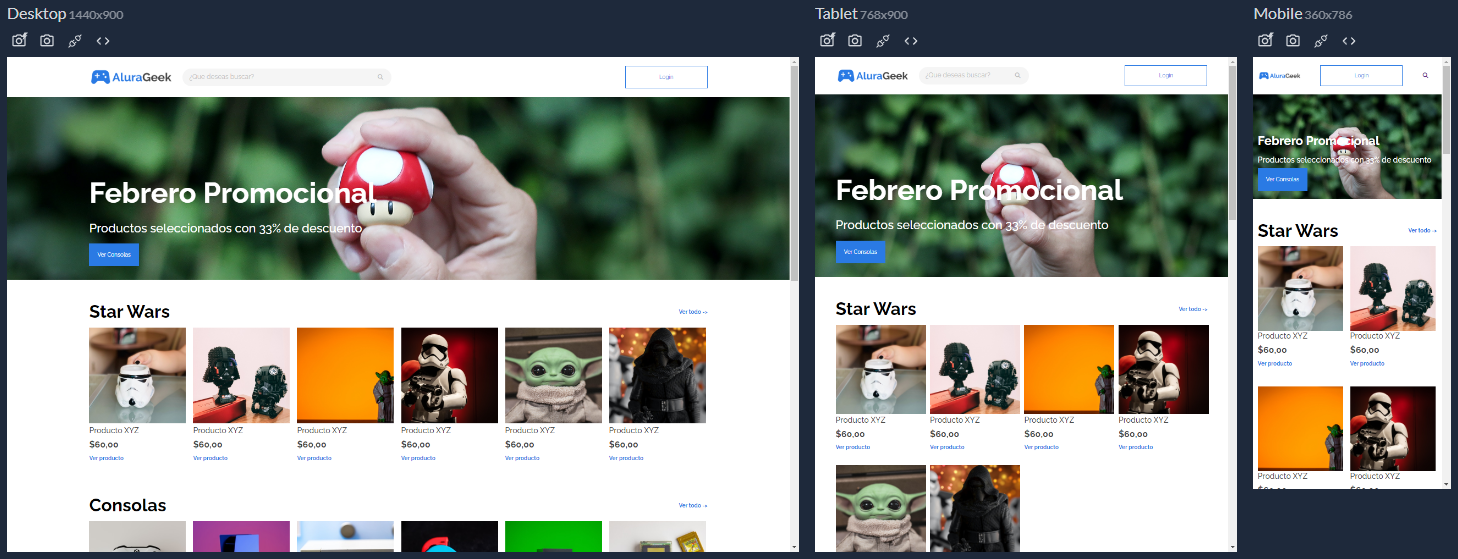 Desktop 1440x900
AluraGeek
¿Que deseas buscar?
Login
Febrero Promocional
Productos seleccionados con 33% de descuento
Ver Consolas
Star Wars
Ver todo ->
Producto XYZ
Producto XYZ
Producto XYZ
Producto XYZ
Producto XYZ
Producto XYZ
$60,00
$60,00
$60,00
$60,00
$60,00
$60,00
Ver producto
Ver producto
Ver producto
Ver producto
Ver producto
Ver producto
Consolas
Ver todo ->
Tablet 768x900
AluraGeek
¿Que deseas buscar?
Login
Febrero Promocional
Productos seleccionados con 33% de descuento
Ver Consolas
Star Wars
Ver todo ->
Producto XYZ
Producto XYZ
Producto XYZ
Producto XYZ
$60,00
$60,00
$60,00
$60,00
Ver producto
Ver producto
Ver producto
Ver producto
Mobile 360x786
AluraGeek
Login
Febrero Promocional
Productos seleccionados con 33% de descuento
Ver Consolas
Star Wars
Ver todo ->
Producto XYZ
Producto XYZ
$60,00
$60,00
Ver producto
Ver producto
Producto XYZ
Producto XYZ